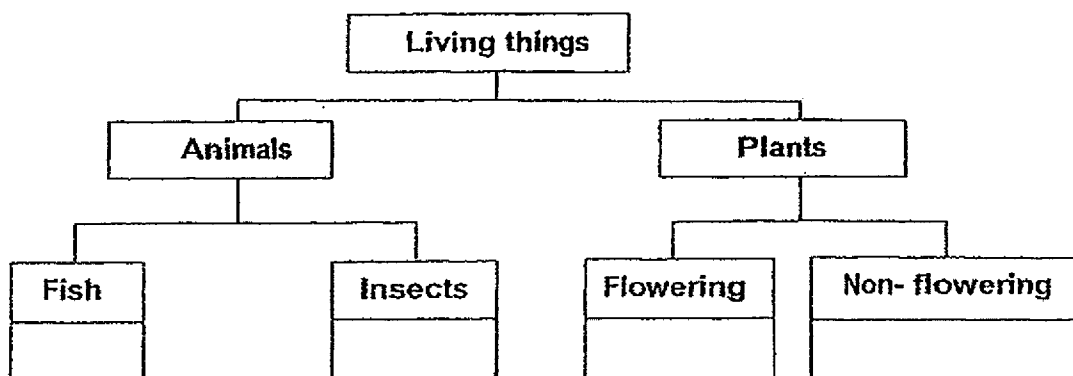 Living things
Animals
Plants
Fish
Insects
Flowering
Non- flowering